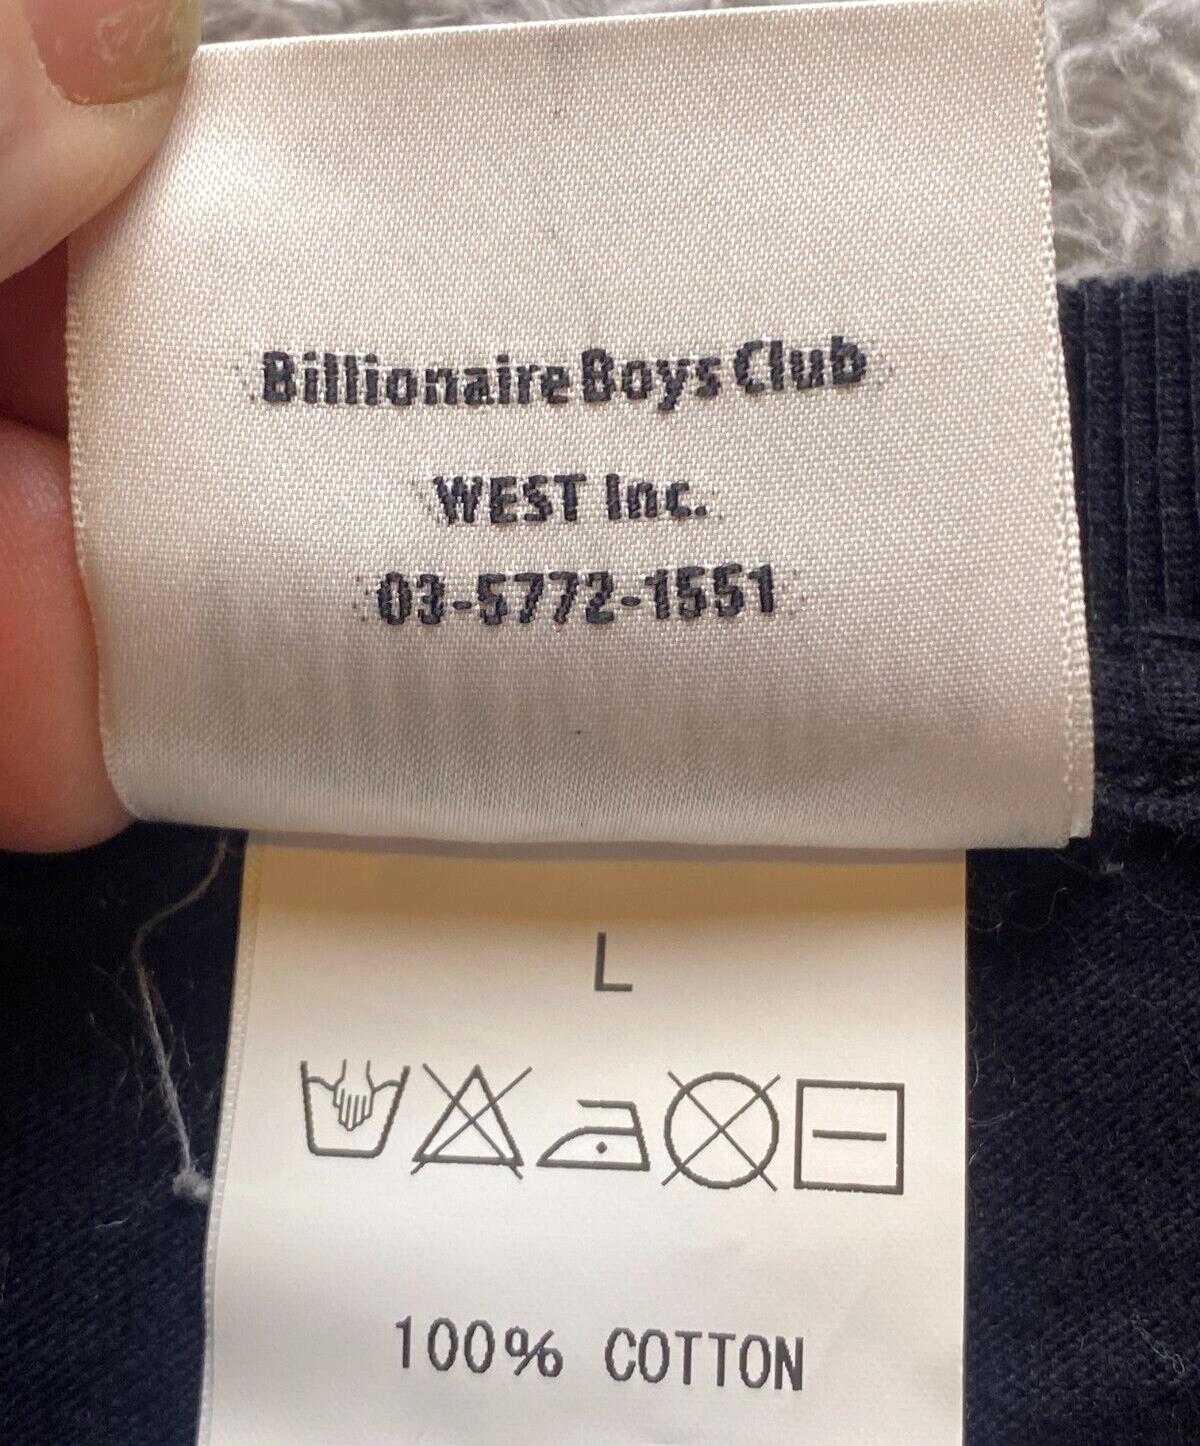 Billionaire Boys Club
WEST Inc.
03-5772-1551
L
100% COTTON